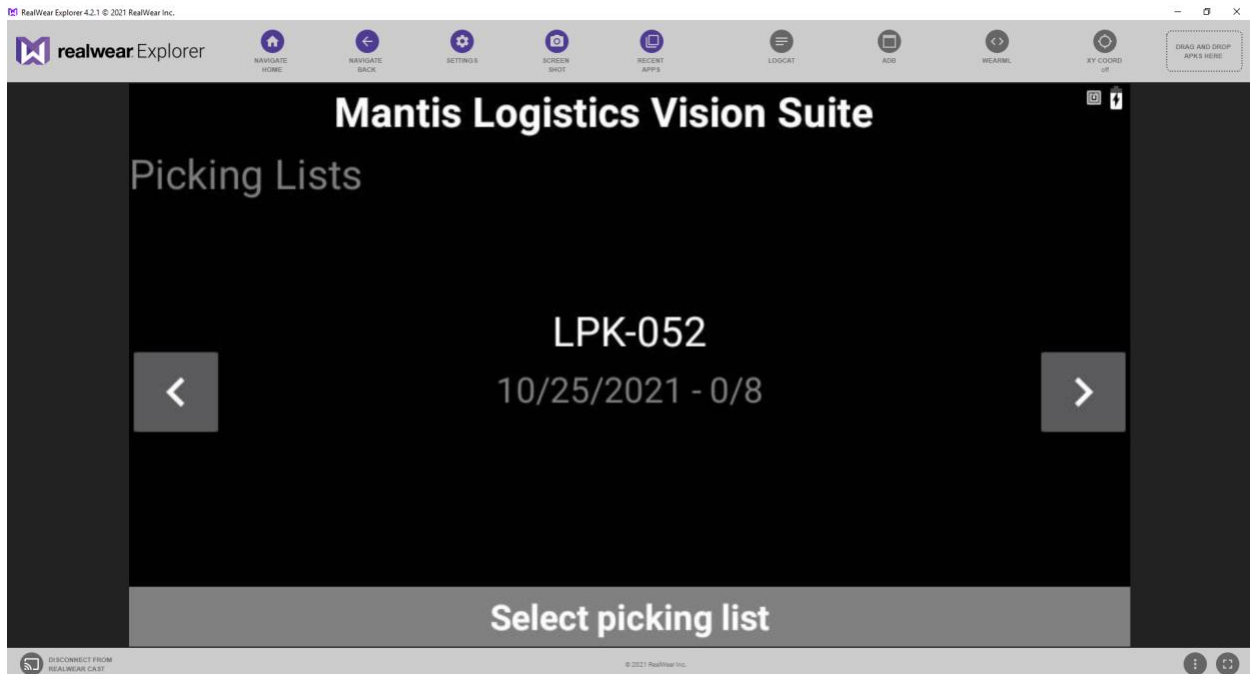 RealWear Explorer 4.2.1 © 2021 RealWear Inc.
realwear Explorer
NAVIGATE
HOME
NAVIGATE
BACK
SETTINGS
SCREEN
SHOT
RECENT
APPS
LOGCAT
ADB
WEARML
XY COORD
off
DRAG AND DROP
APKS HERE
Mantis Logistics Vision Suite
Picking Lists
LPK-052
10/25/2021 - 0/8
Select picking list
DISCONNECT FROM
REALWEAR CAST
© 2021 RealWear Inc.